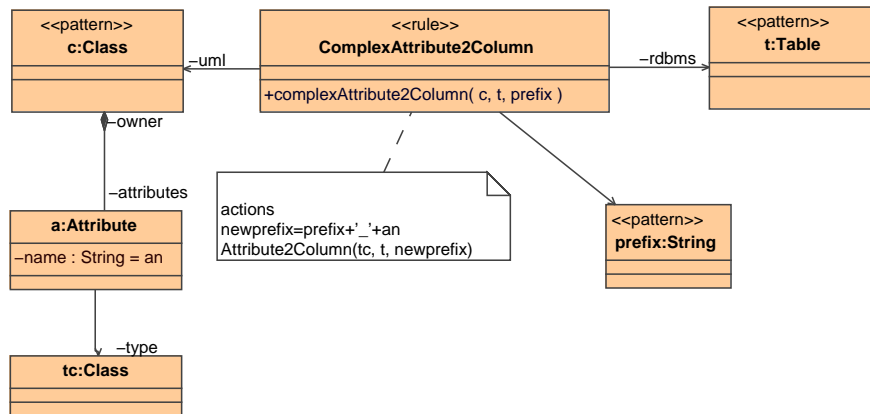 <<pattern>>
c:Class
–uml
<<rule>>
ComplexAttribute2Column
+complexAttribute2Column( c, t, prefix )
–rdbms
<<pattern>>
t:Table
–owner
–attributes
a:Attribute
–name : String = an
–type
tc:Class
actions
newprefix=prefix+'_'+an
Attribute2Column(tc, t, newprefix)
<<pattern>>
prefix:String